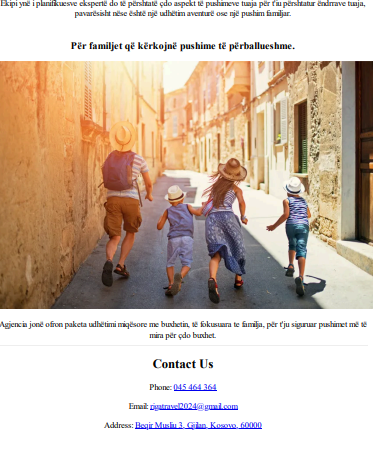 Ekipi ynë i planifikuesve ekspertë do të përshtatë çdo aspekt të pushimeve tuaja për t'iu përshtatur ëndrrave tuaja,
pavarësisht nëse është një udhëtim aventurë ose një pushim familjar.
Për familjet që kërkojnë pushime të përballueshme.
Agjencia jonë ofron paketa udhëtimi miqësore me buxhetin, të fokusuara te familja, për t'ju siguruar pushimet më të
mira për çdo buxhet.
Contact Us
Phone: 045 464 364
Email: rigatravel2024@gmail.com
Address: Beqir Musliu 3, Gjilan, Kosovo, 60000